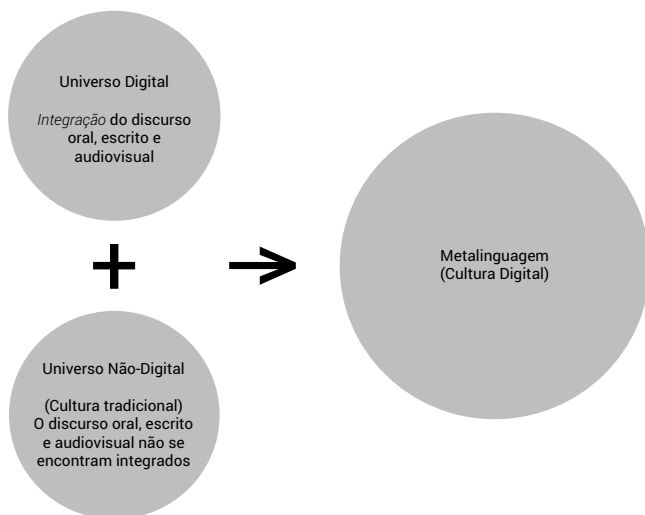 Universo Digital
Integração do discurso
oral, escrito e
audiovisual
+
Universo Não-Digital
(Cultura tradicional)
O discurso oral, escrito
e audiovisual não se
encontram integrados
Metalinguagem
(Cultura Digital)